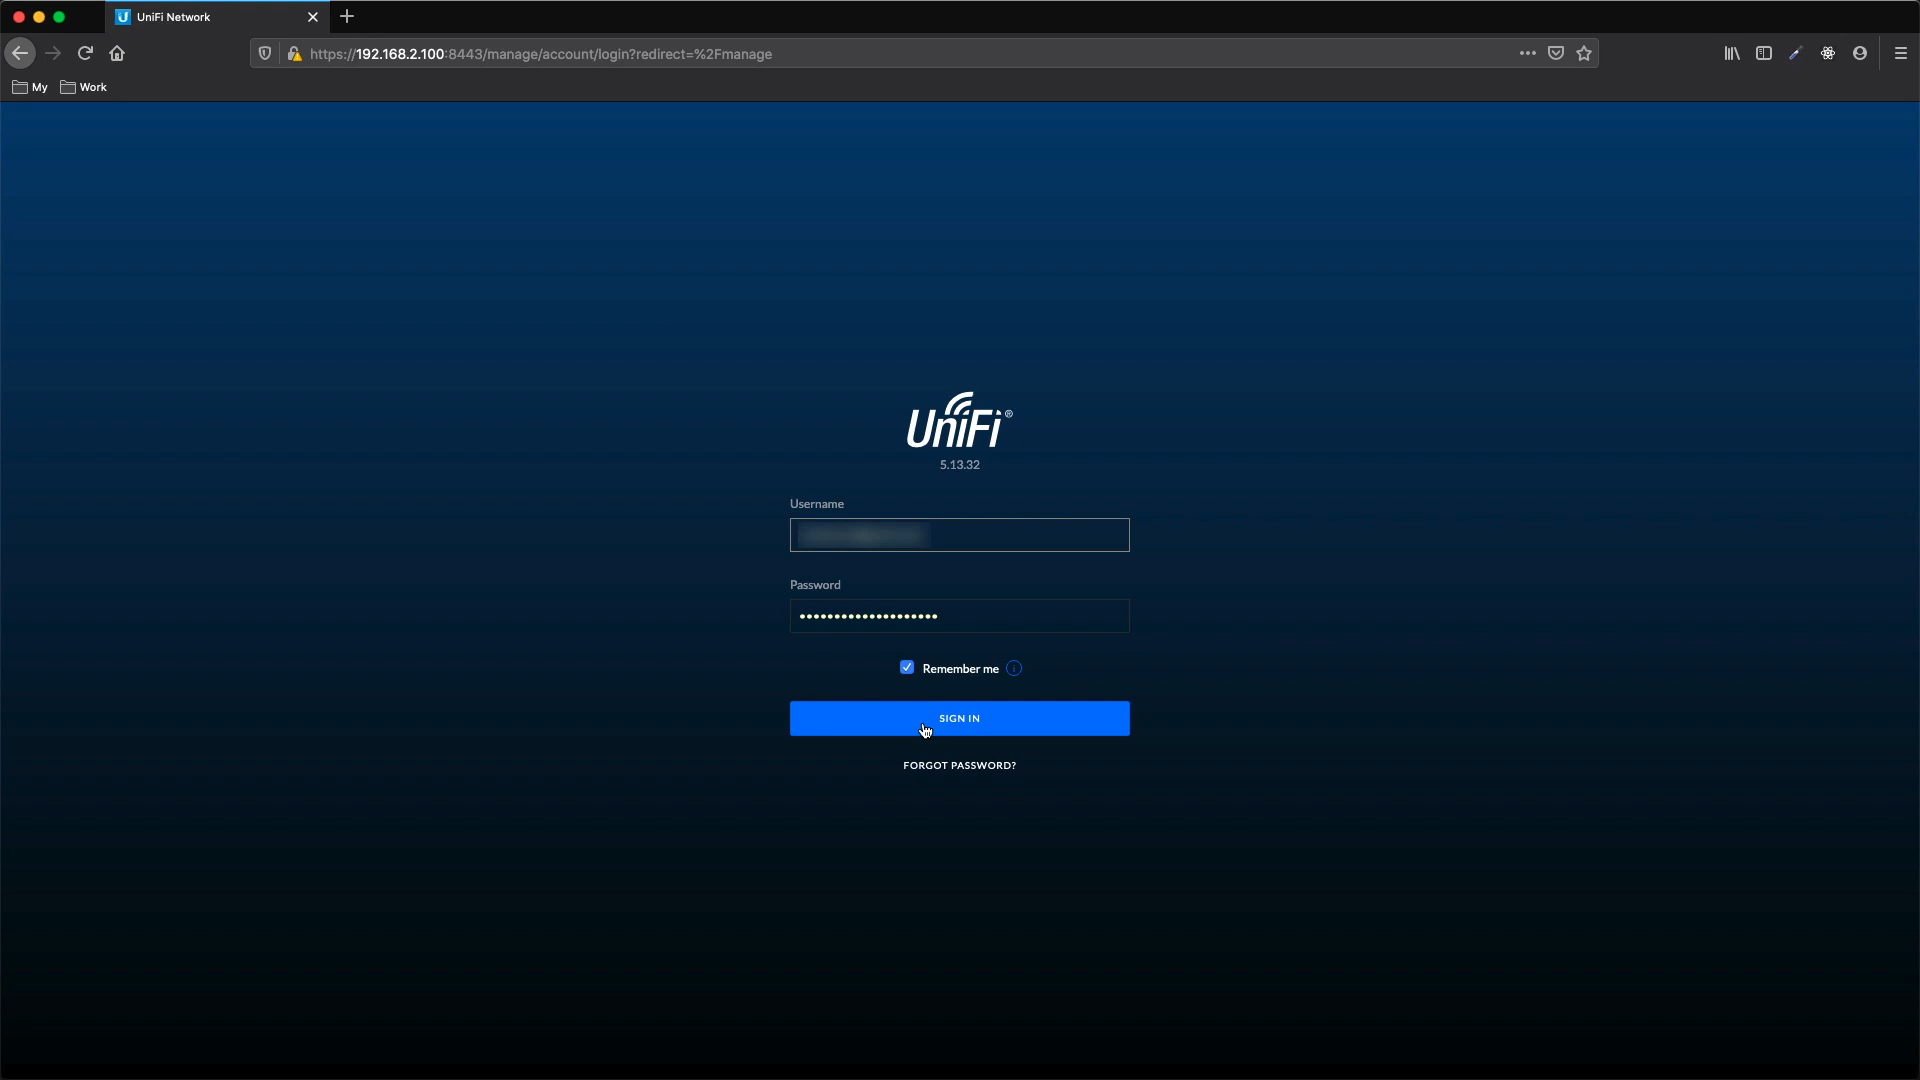 UniFi Network
https://192.168.2.100:8443/manage/account/login?redirect=%2Fmanage
My
Work
UniFi®
5.13.32
Username
Password
Remember me
SIGN IN
FORGOT PASSWORD?